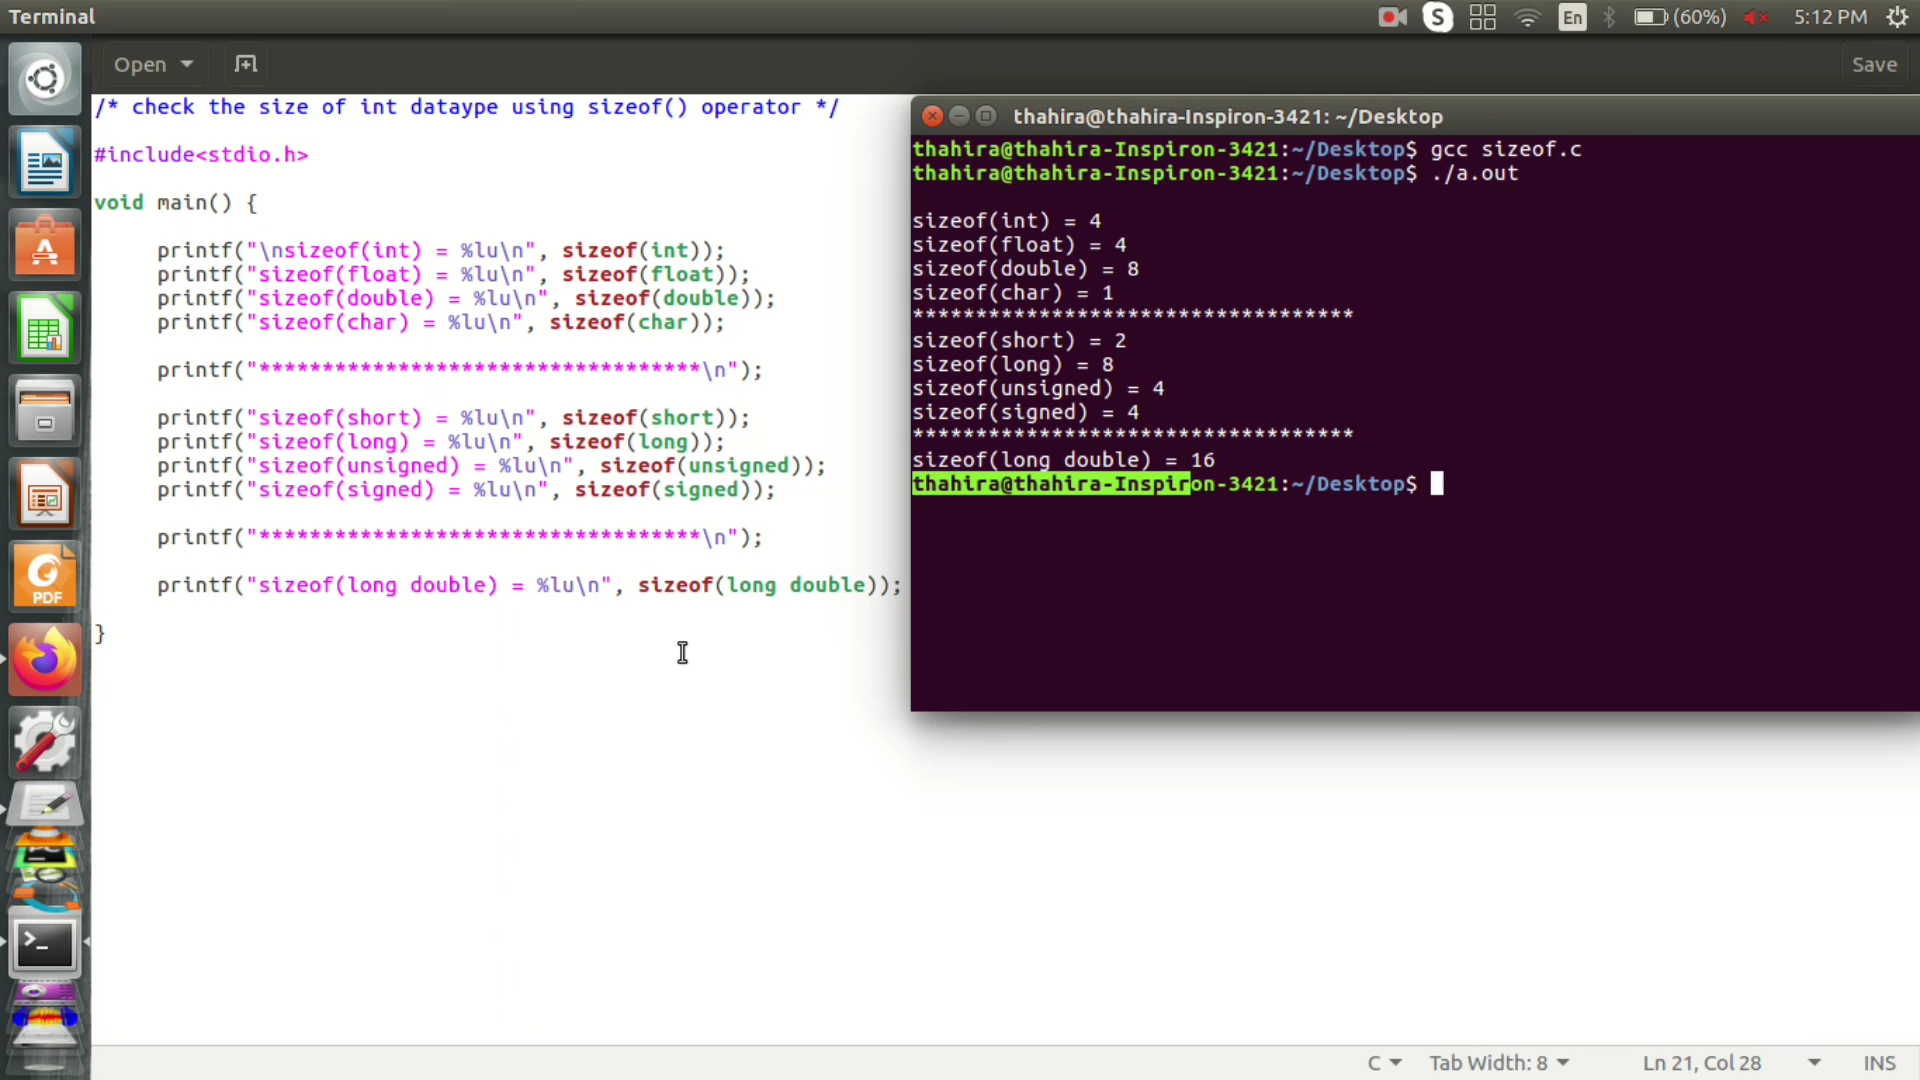 Terminal
S
En
(60%)
5:12 PM
Open
Save
/* check the size of int dataype using sizeof() operator */
#include<stdio.h>
void main() {
printf("\nsizeof(int) = %lu\n", sizeof(int));
printf("sizeof(float) = %lu\n", sizeof(float));
printf("sizeof(double) = %lu\n", sizeof(double));
printf("sizeof(char) = %lu\n", sizeof(char));
printf("***********************************\n");
printf("sizeof(short) = %lu\n", sizeof(short));
printf("sizeof(long) = %lu\n", sizeof(long));
printf("sizeof(unsigned) = %lu\n", sizeof(unsigned));
printf("sizeof(signed) = %lu\n", sizeof(signed));
printf("***********************************\n");
printf("sizeof(long double) = %lu\n", sizeof(long double));
}
thahira@thahira-Inspiron-3421: ~/Desktop
thahira@thahira-Inspiron-3421:~/Desktop$ gcc sizeof.c
thahira@thahira-Inspiron-3421:~/Desktop$ ./a.out
sizeof(int) = 4
sizeof(float) = 4
sizeof(double) = 8
sizeof(char) = 1
***********************************
sizeof(short) = 2
sizeof(long) = 8
sizeof(unsigned) = 4
sizeof(signed) = 4
***********************************
sizeof(long double) = 16
thahira@thahira-Inspiron-3421:~/Desktop$
PDF
>_
C
Tab Width: 8
Ln 21, Col 28
INS